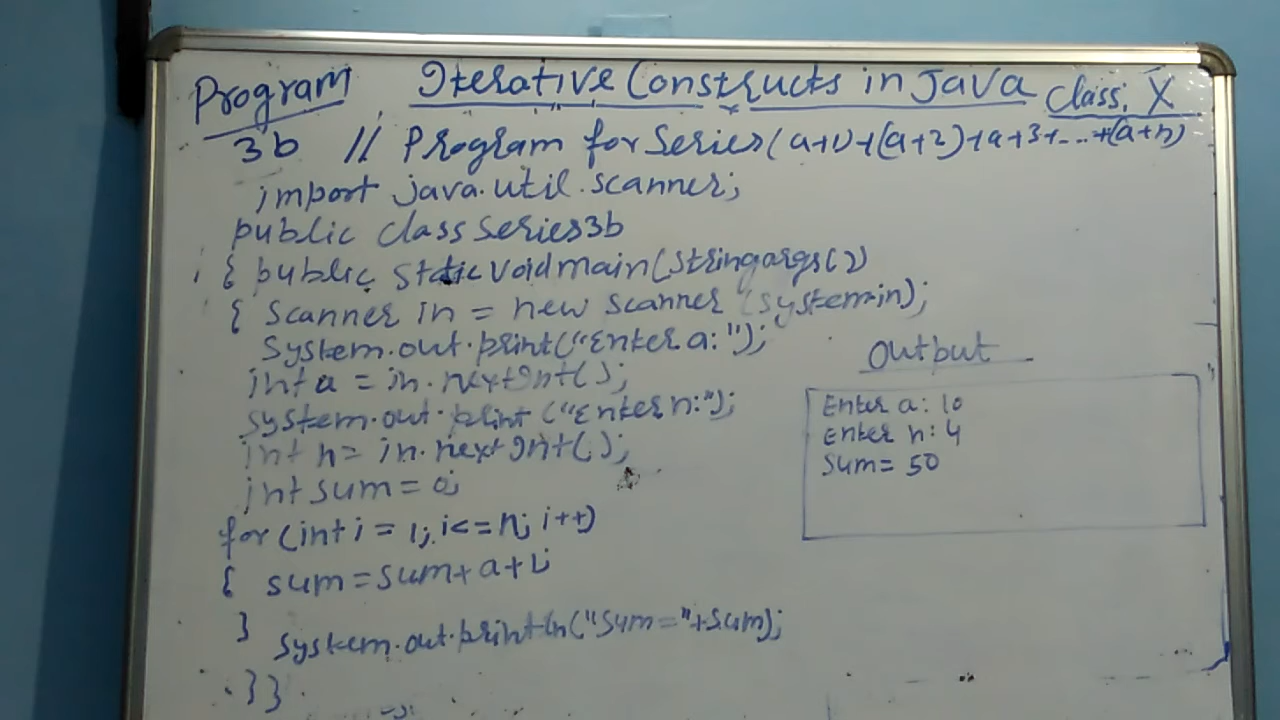 Program Iterative Constructs in Java Class. X
3b // Program for Series (a+1)+(a+2)+a+3+...+(a+n)
import java.util.scanner;
public class Series3b
{ public static void main(String args[])
{ Scanner in = new Scanner (System.in);
System.out.print("Enter a:");
int a = in.nextInt();
System.out.print ("Enter n:");
int n = in.nextInt();
int sum = 0;
for (int i = 1; i<=n; i++)
{ sum = sum+a+i;
}
System.out.println("Sum="+sum);
}}
Output
Enter a: 10
Enter n: 4
Sum= 50